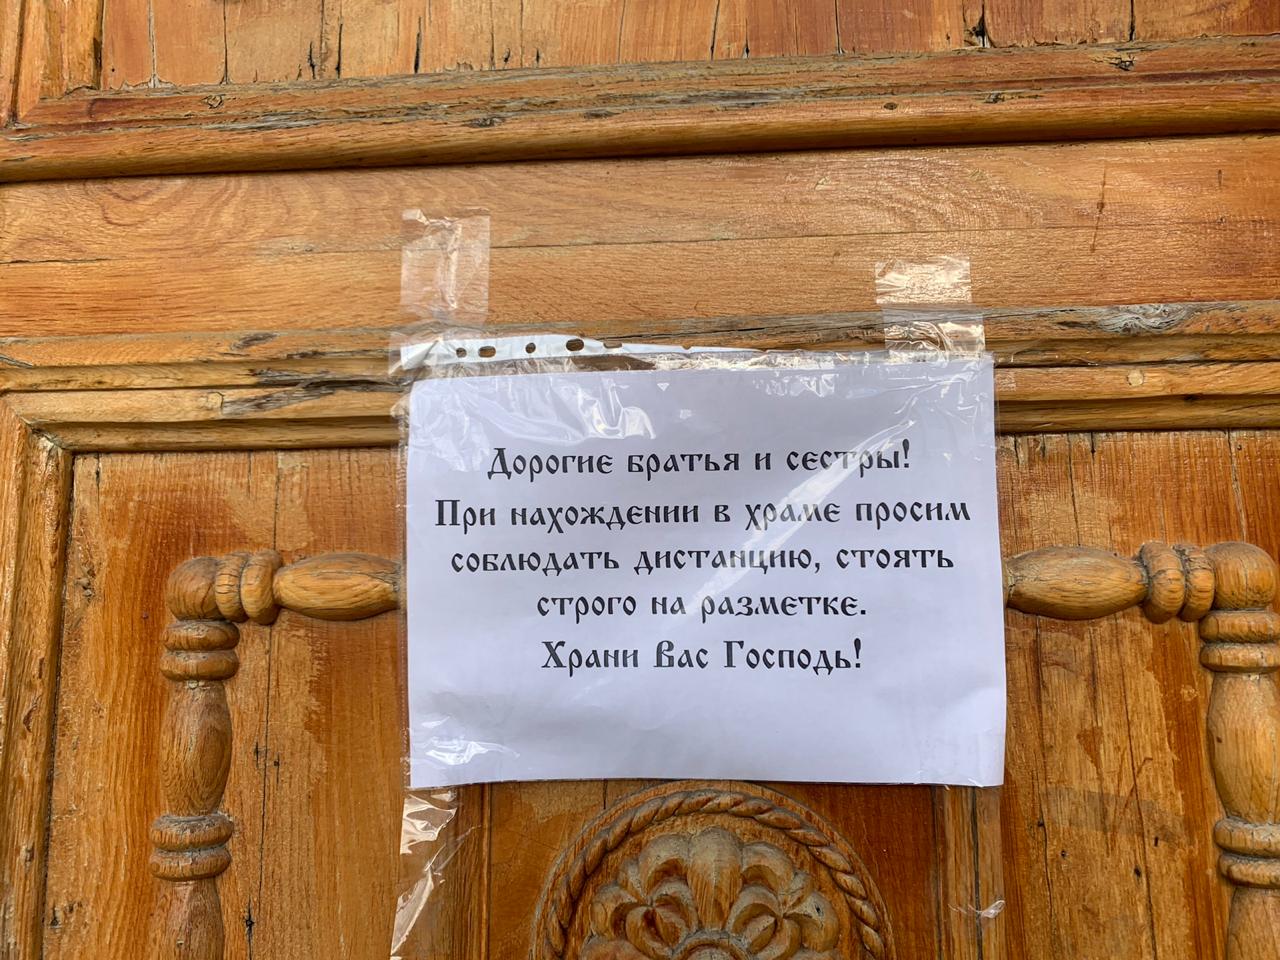 Дорогие братья и сестры!
При нахождении в храме просим
соблюдать дистанцию, стоять
строго на разметке.
Храни Вас Господь!